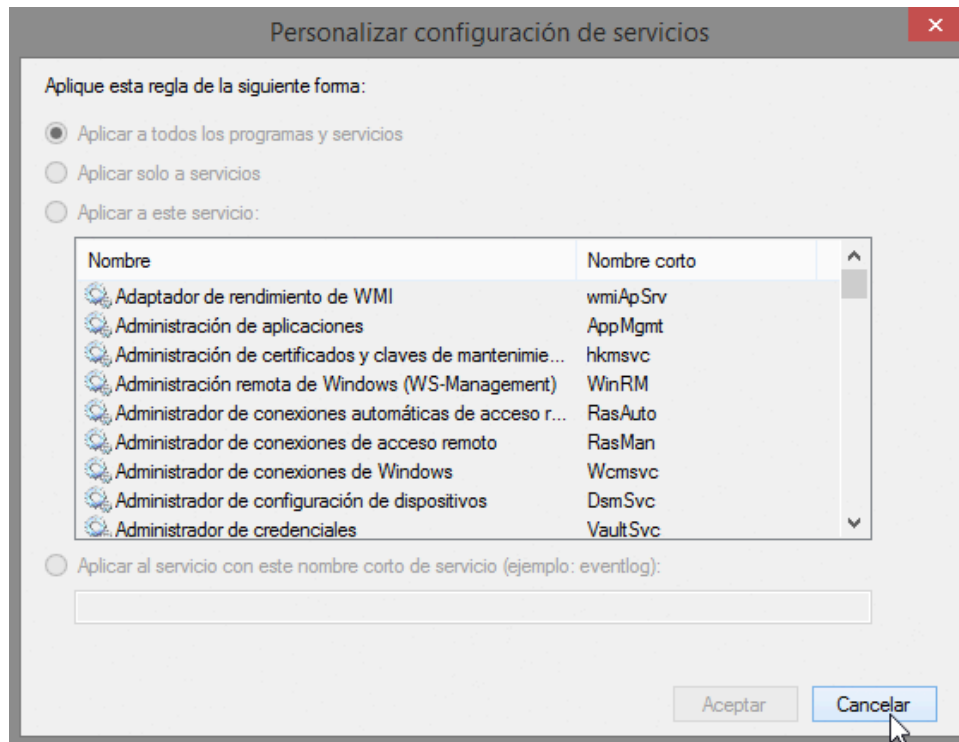 Personalizar configuración de servicios
Aplique esta regla de la siguiente forma:
Aplicar a todos los programas y servicios
Aplicar solo a servicios
Aplicar a este servicio:
Nombre Nombre corto
Adaptador de rendimiento de WMI wmiApSrv
Administración de aplicaciones AppMgmt
Administración de certificados y claves de mantenimie... hkmsvc
Administración remota de Windows (WS-Management) WinRM
Administrador de conexiones automáticas de acceso r... RasAuto
Administrador de conexiones de acceso remoto RasMan
Administrador de conexiones de Windows Wcmsvc
Administrador de configuración de dispositivos DsmSvc
Administrador de credenciales VaultSvc
Aplicar al servicio con este nombre corto de servicio (ejemplo: eventlog):
Aceptar Cancelar